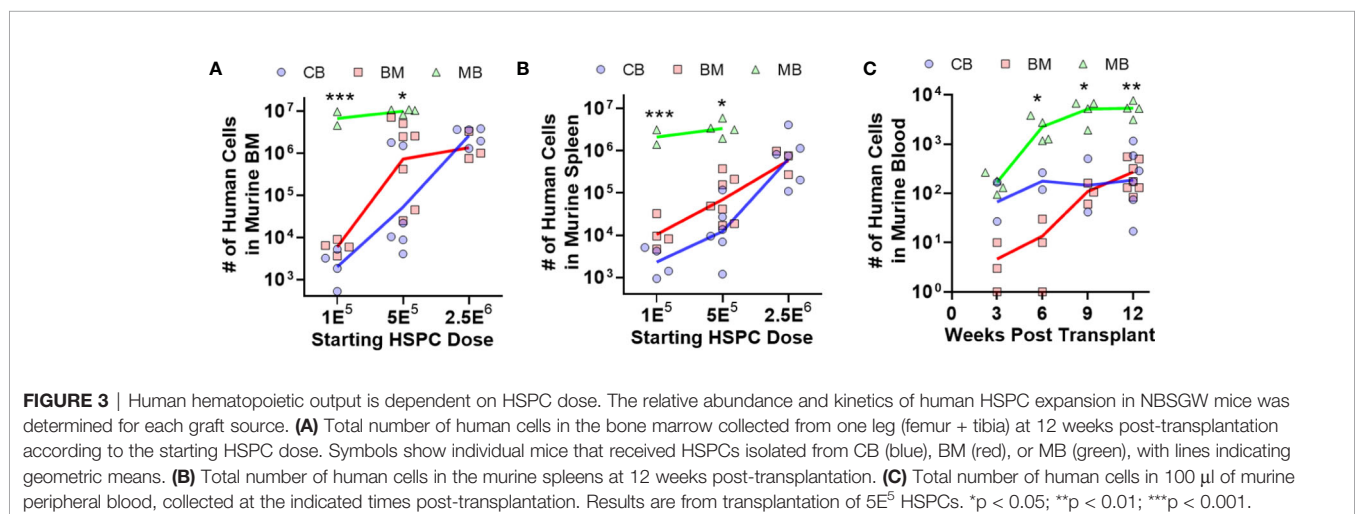 A
CB BM MB
***
*
10⁷
10⁶
10⁵
10⁴
10³
# of Human Cells
in Murine BM
1E⁵ 5E⁵ 2.5E⁶
Starting HSPC Dose
B
CB BM MB
***
*
10⁷
10⁶
10⁵
10⁴
10³
# of Human Cells
in Murine Spleen
1E⁵ 5E⁵ 2.5E⁶
Starting HSPC Dose
C
CB BM MB
* * **
10⁴
10³
10²
10¹
10⁰
# of Human Cells
in Murine Blood
0 3 6 9 12
Weeks Post Transplant
FIGURE 3 | Human hematopoietic output is dependent on HSPC dose. The relative abundance and kinetics of human HSPC expansion in NBSGW mice was
determined for each graft source. (A) Total number of human cells in the bone marrow collected from one leg (femur + tibia) at 12 weeks post-transplantation
according to the starting HSPC dose. Symbols show individual mice that received HSPCs isolated from CB (blue), BM (red), or MB (green), with lines indicating
geometric means. (B) Total number of human cells in the murine spleens at 12 weeks post-transplantation. (C) Total number of human cells in 100 µl of murine
peripheral blood, collected at the indicated times post-transplantation. Results are from transplantation of 5E⁵ HSPCs. *p < 0.05; **p < 0.01; ***p < 0.001.